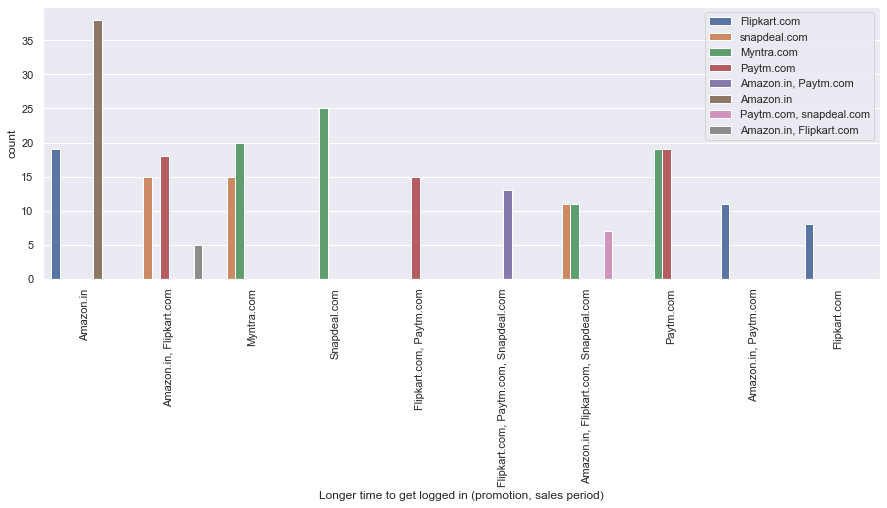 count
35
30
25
20
15
10
5
0
Flipkart.com
snapdeal.com
Myntra.com
Paytm.com
Amazon.in, Paytm.com
Amazon.in
Paytm.com, snapdeal.com
Amazon.in, Flipkart.com
Amazon.in
Amazon.in, Flipkart.com
Myntra.com
Snapdeal.com
Flipkart.com, Paytm.com
Flipkart.com, Paytm.com, Snapdeal.com
Amazon.in, Flipkart.com, Snapdeal.com
Paytm.com
Amazon.in, Paytm.com
Flipkart.com
Longer time to get logged in (promotion, sales period)